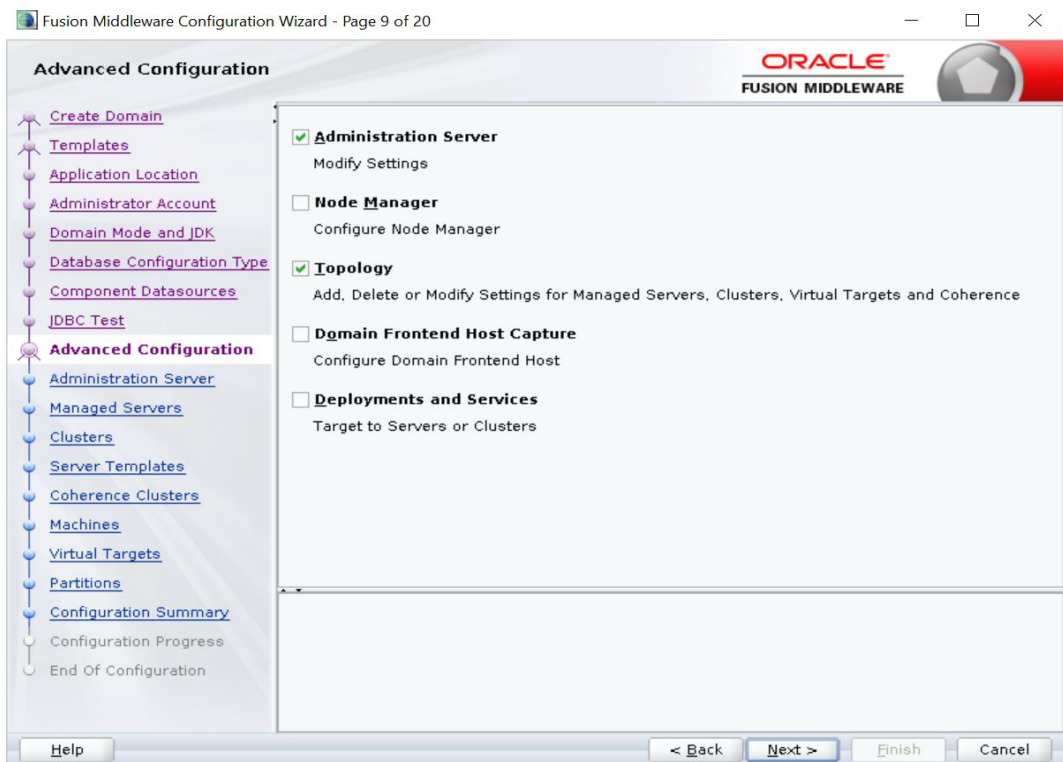 Fusion Middleware Configuration Wizard - Page 9 of 20
Advanced Configuration
ORACLE
FUSION MIDDLEWARE
Create Domain
Templates
Application Location
Administrator Account
Domain Mode and JDK
Database Configuration Type
Component Datasources
JDBC Test
Advanced Configuration
Administration Server
Managed Servers
Clusters
Server Templates
Coherence Clusters
Machines
Virtual Targets
Partitions
Configuration Summary
Configuration Progress
End Of Configuration
Administration Server
Modify Settings
Node Manager
Configure Node Manager
Topology
Add, Delete or Modify Settings for Managed Servers, Clusters, Virtual Targets and Coherence
Domain Frontend Host Capture
Configure Domain Frontend Host
Deployments and Services
Target to Servers or Clusters
Help
< Back
Next >
Finish
Cancel